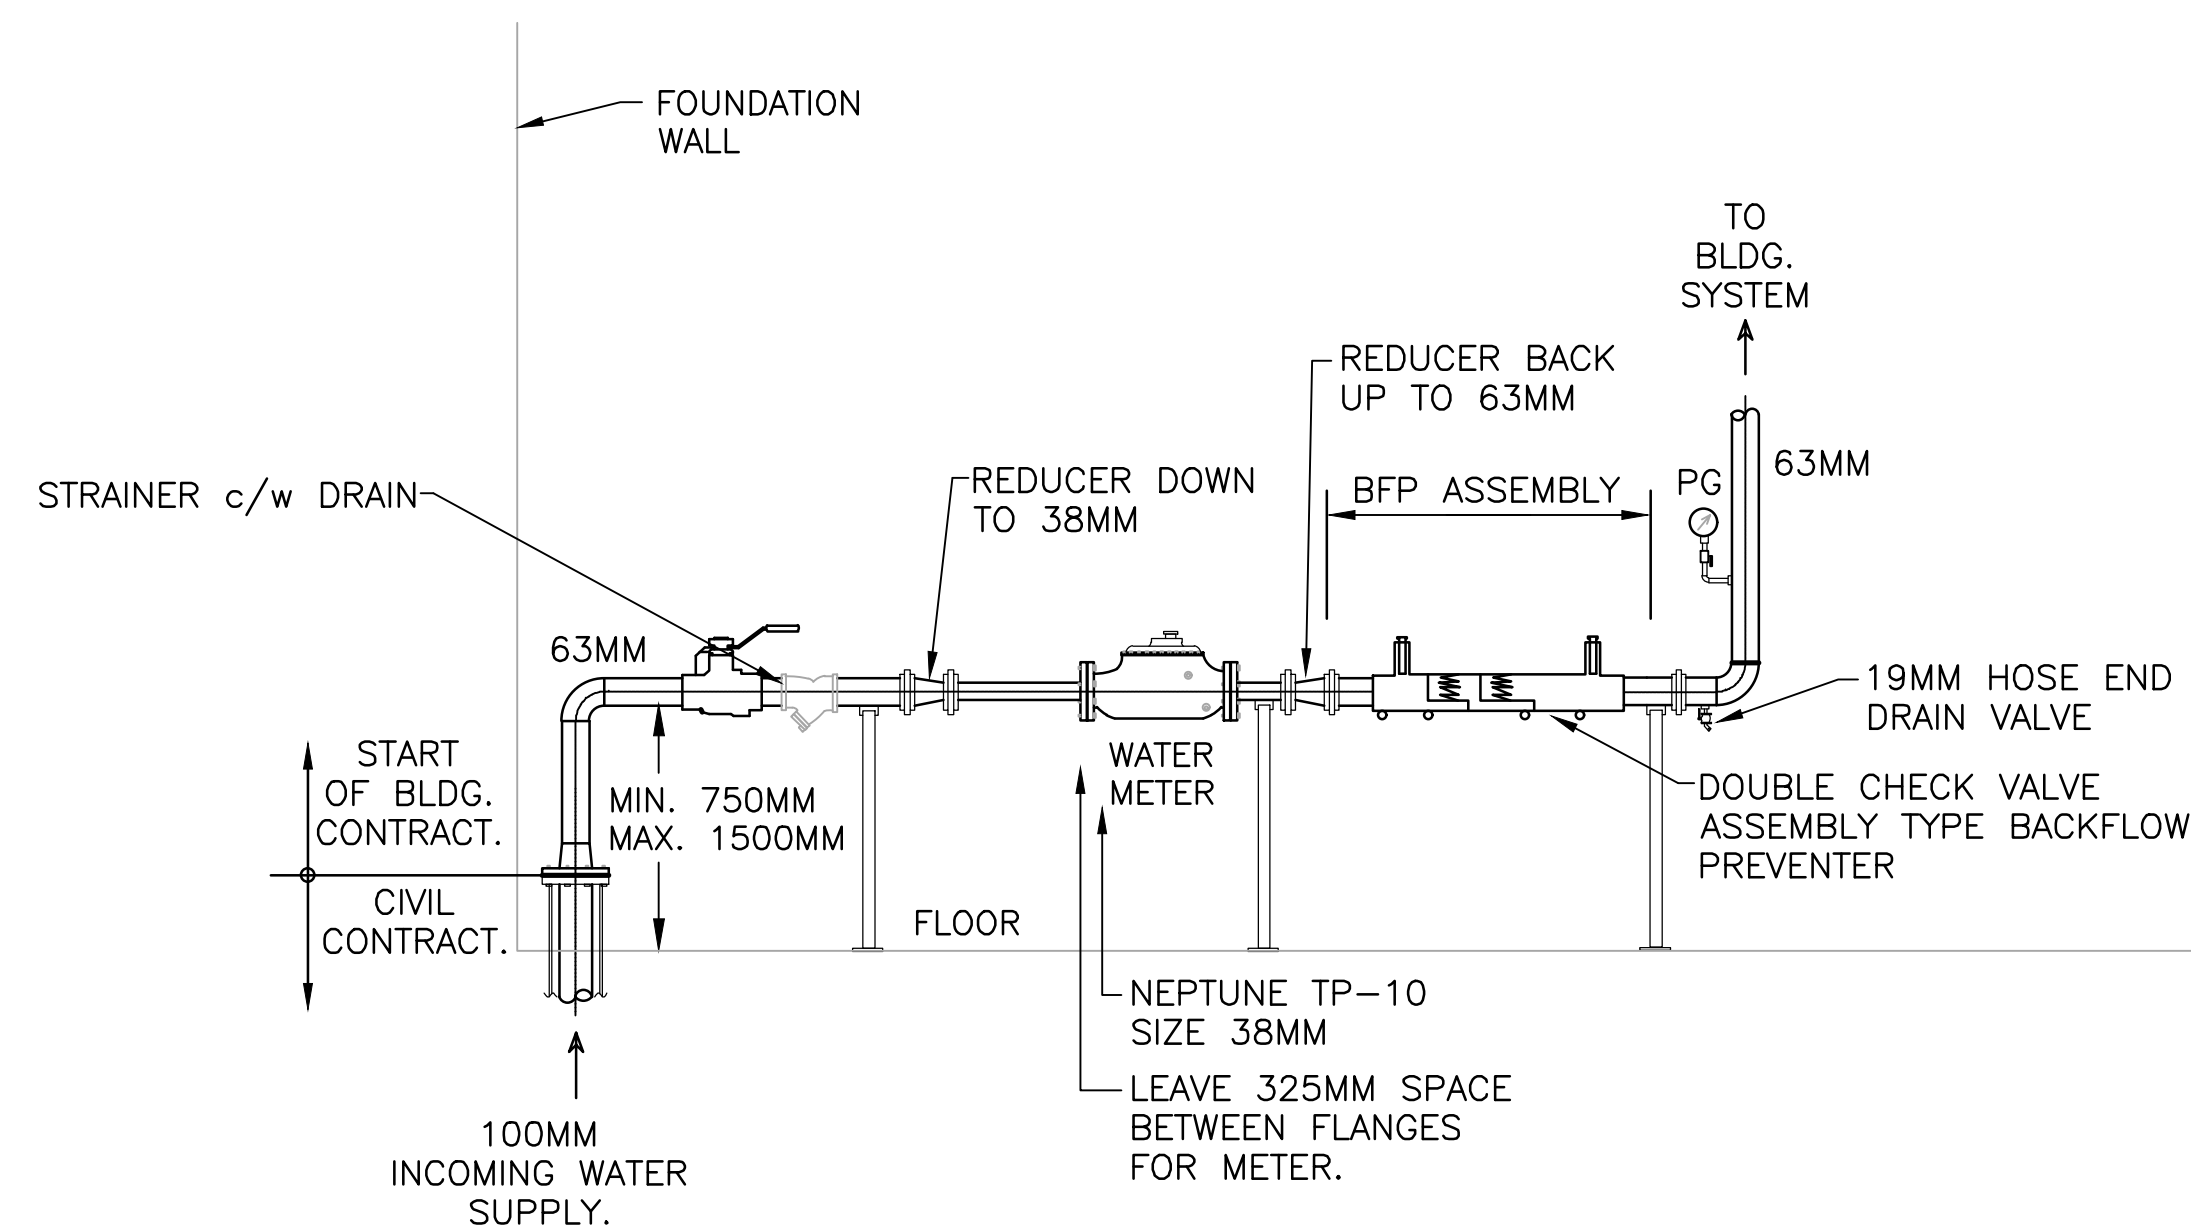 FOUNDATION
WALL
TO
BLDG.
SYSTEM
REDUCER BACK
UP TO 63MM
63MM
PG
BFP ASSEMBLY
REDUCER DOWN
TO 38MM
STRAINER c/w DRAIN
63MM
19MM HOSE END
DRAIN VALVE
START
OF BLDG.
CONTRACT.
MIN. 750MM
MAX. 1500MM
WATER
METER
DOUBLE CHECK VALVE
ASSEMBLY TYPE BACKFLOW
PREVENTER
CIVIL
CONTRACT.
FLOOR
NEPTUNE TP-10
SIZE 38MM
LEAVE 325MM SPACE
BETWEEN FLANGES
FOR METER.
100MM
INCOMING WATER
SUPPLY.